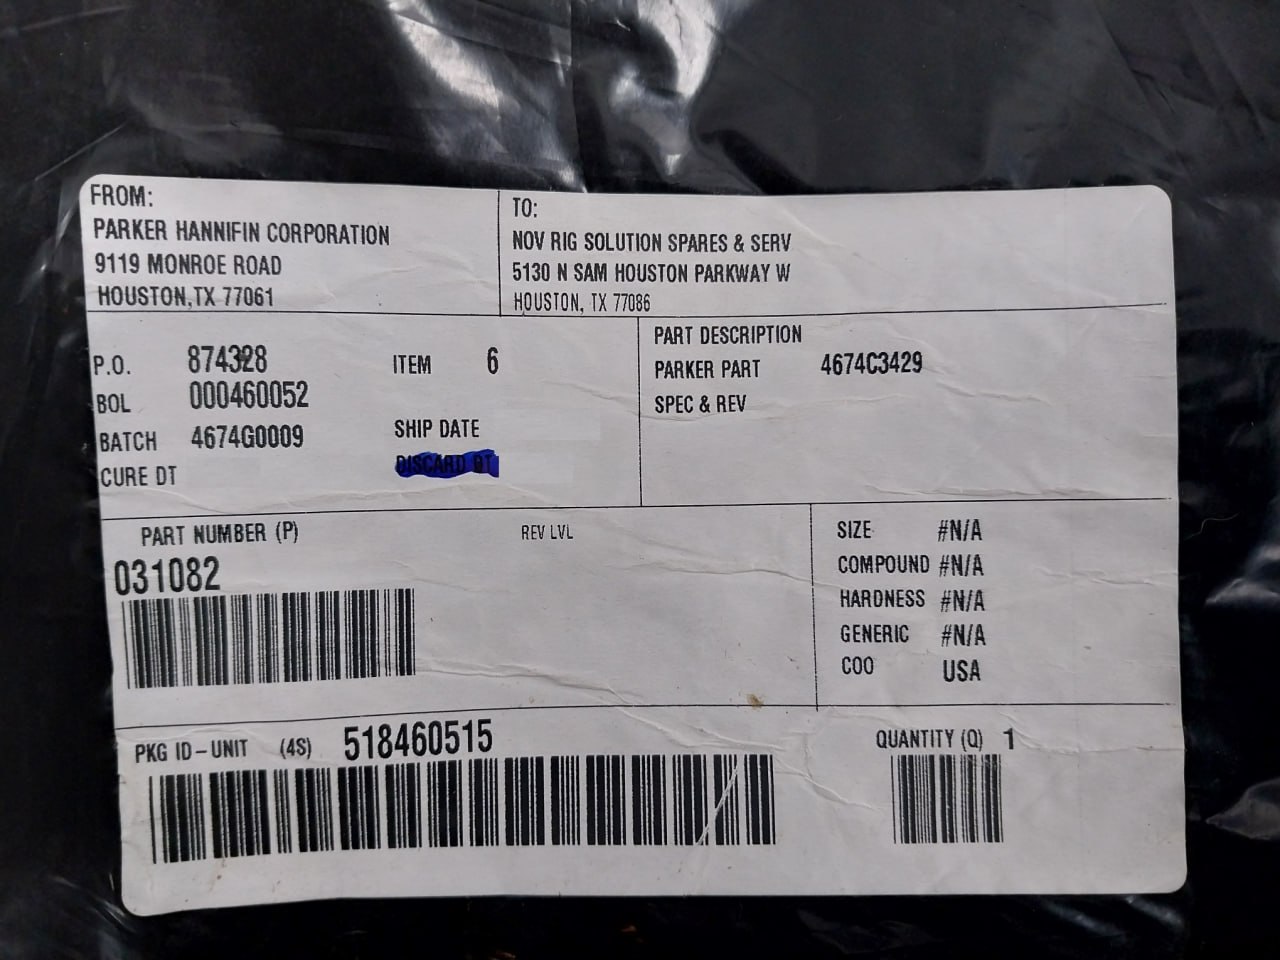 FROM:
PARKER HANNIFIN CORPORATION
9119 MONROE ROAD
HOUSTON,TX 77061
TO:
NOV RIG SOLUTION SPARES & SERV
5130 N SAM HOUSTON PARKWAY W
HOUSTON, TX 77086
P.O. 874328 ITEM 6
BOL 000460052
BATCH 4674G0009 SHIP DATE
CURE DT DISCARD DT
PART DESCRIPTION
PARKER PART 4674C3429
SPEC & REV
PART NUMBER (P) REV LVL
031082
SIZE #N/A
COMPOUND #N/A
HARDNESS #N/A
GENERIC #N/A
COO USA
PKG ID-UNIT (4S) 518460515
QUANTITY (Q) 1